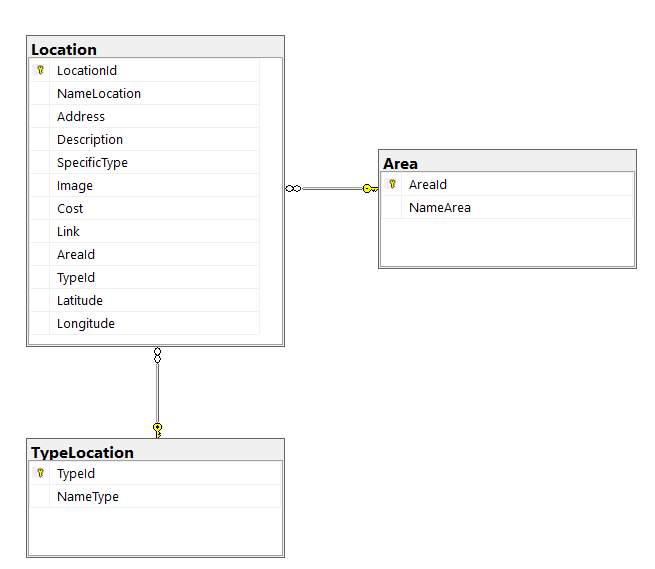 Location
LocationId
NameLocation
Address
Description
SpecificType
Image
Cost
Link
AreaId
TypeId
Latitude
Longitude
Area
AreaId
NameArea
TypeLocation
TypeId
NameType